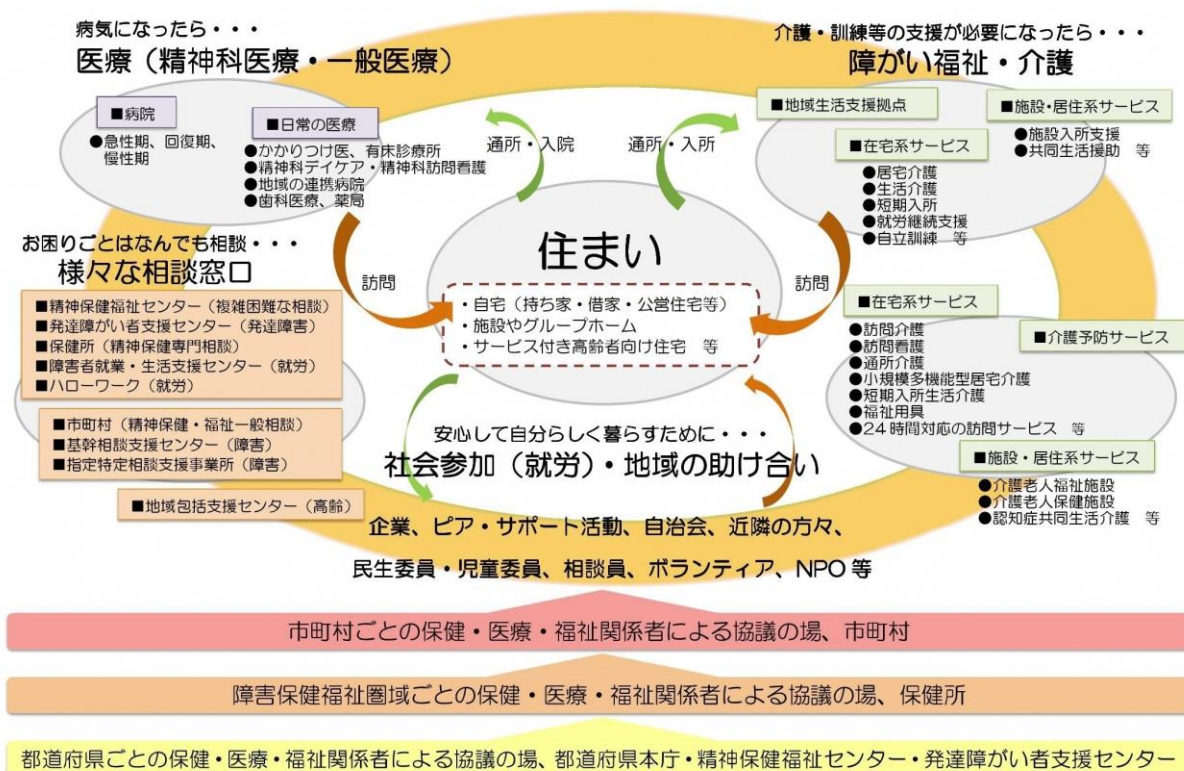 病気になったら・・・
医療（精神科医療・一般医療）
■病院
●急性期、回復期、
慢性期
■日常の医療
●かかりつけ医、有床診療所
●精神科デイケア・精神科訪問看護
●地域の連携病院
●歯科医療、薬局
介護・訓練等の支援が必要になったら・・・
障がい福祉・介護
■地域生活支援拠点
■施設・居住系サービス
●施設入所支援
●共同生活援助　等
■在宅系サービス
●居宅介護
●生活介護
●短期入所
●就労継続支援
●自立訓練　等
通所・入院
通所・入所
訪問
訪問
住まい
・自宅（持ち家・借家・公営住宅等）
・施設やグループホーム
・サービス付き高齢者向け住宅　等
お困りごとはなんでも相談・・・
様々な相談窓口
■精神保健福祉センター（複雑困難な相談）
■発達障がい者支援センター（発達障害）
■保健所（精神保健専門相談）
■障害者就業・生活支援センター（就労）
■ハローワーク（就労）
■市町村（精神保健・福祉一般相談）
■基幹相談支援センター（障害）
■指定特定相談支援事業所（障害）
■地域包括支援センター（高齢）
■在宅系サービス
●訪問介護
●訪問看護
●通所介護
●小規模多機能型居宅介護
●短期入所生活介護
●福祉用具
●24時間対応の訪問サービス　等
■介護予防サービス
■施設・居住系サービス
●介護老人福祉施設
●介護老人保健施設
●認知症共同生活介護　等
安心して自分らしく暮らすために・・・
社会参加（就労）・地域の助け合い
企業、ピア・サポート活動、自治会、近隣の方々、
民生委員・児童委員、相談員、ボランティア、NPO等
市町村ごとの保健・医療・福祉関係者による協議の場、市町村
障害保健福祉圏域ごとの保健・医療・福祉関係者による協議の場、保健所
都道府県ごとの保健・医療・福祉関係者による協議の場、都道府県本庁・精神保健福祉センター・発達障がい者支援センター